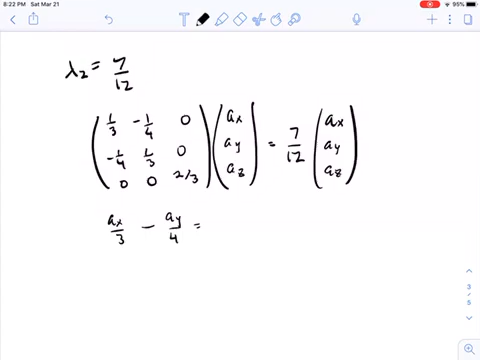 8:22 PM Sat Mar 21
95%
λ₂ = 7/12
( 1/3 -1/4 0 ) ( ax ) = 7/12 ( ax )
( -1/4 1/3 0 ) ( ay ) ( ay )
( 0 0 2/3 ) ( az ) ( az )
ax/3 - ay/4 =
3
/
5